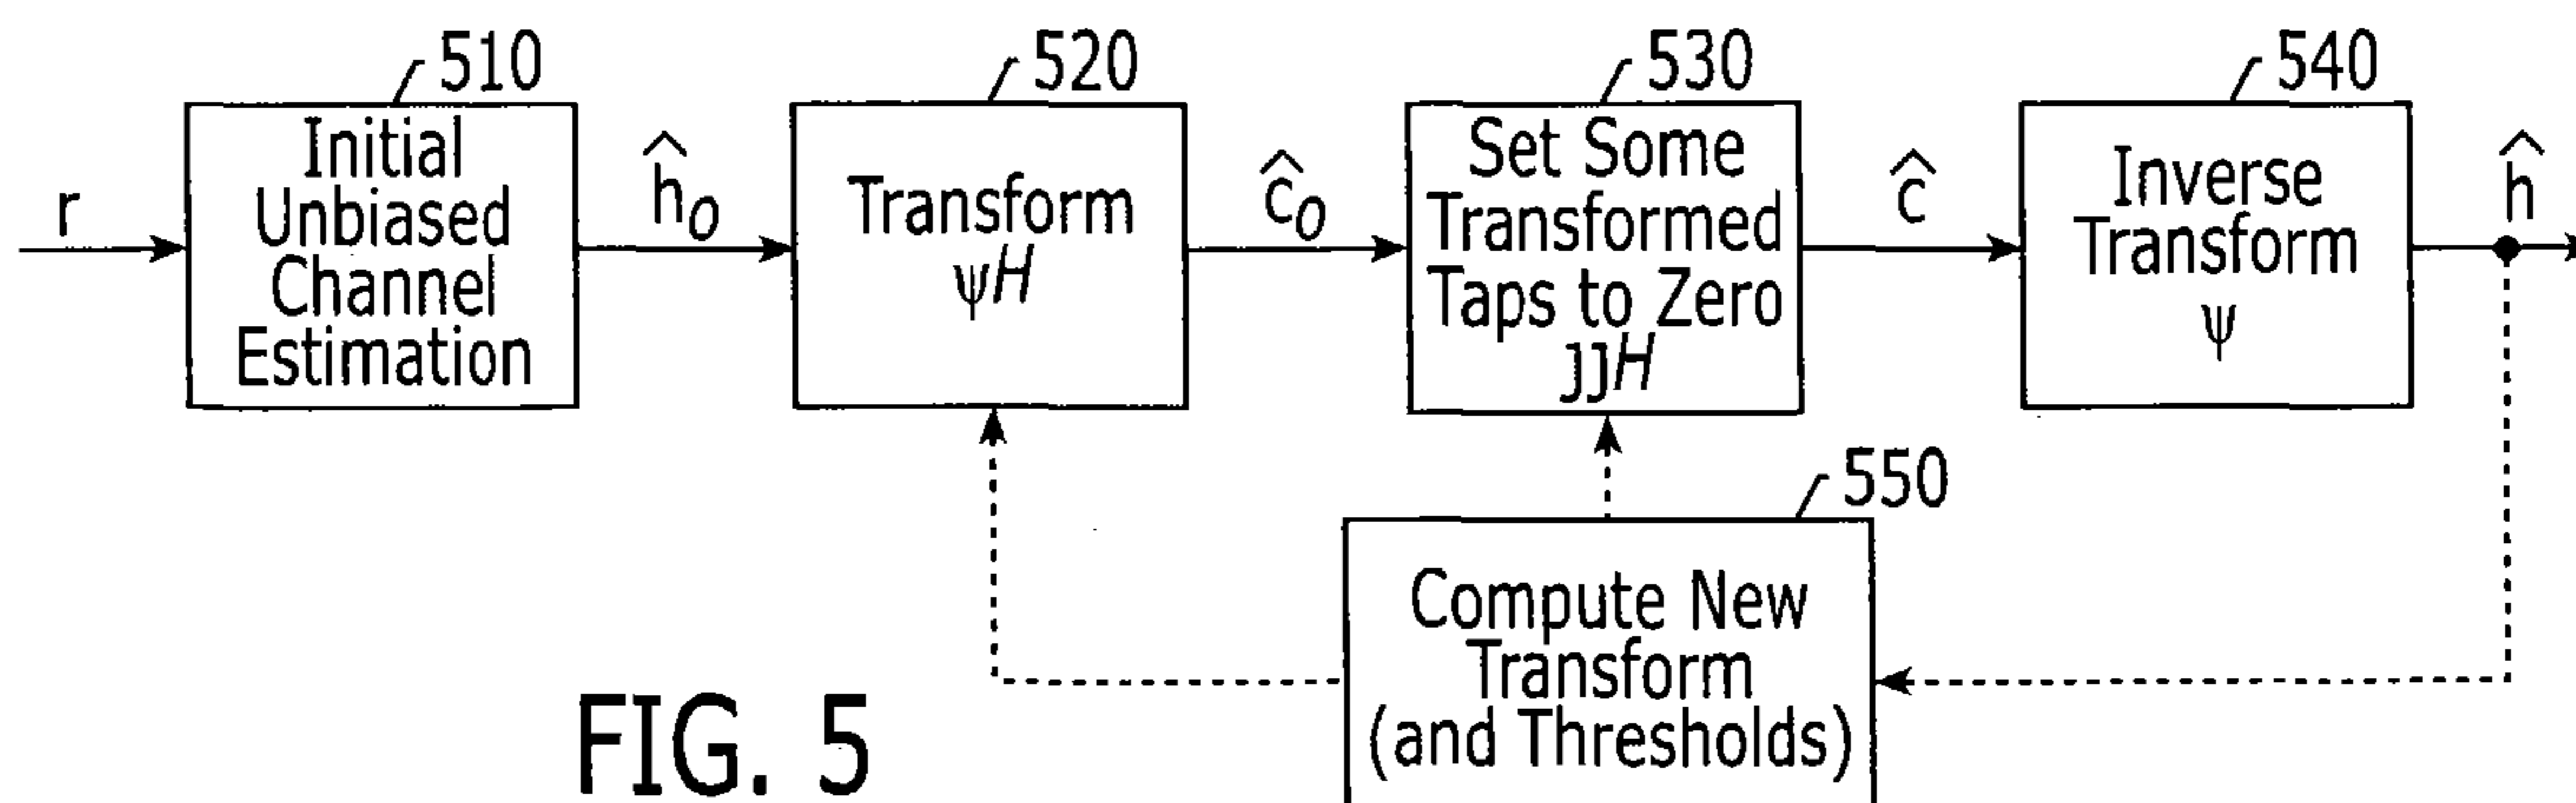 510
520
530
540
r
Initial
Unbiased
Channel
Estimation
ĥo
Transform
ψH
ĉo
Set Some
Transformed
Taps to Zero
JJH
ĉ
Inverse
Transform
ψ
ĥ
550
Compute New
Transform
(and Thresholds)
FIG. 5